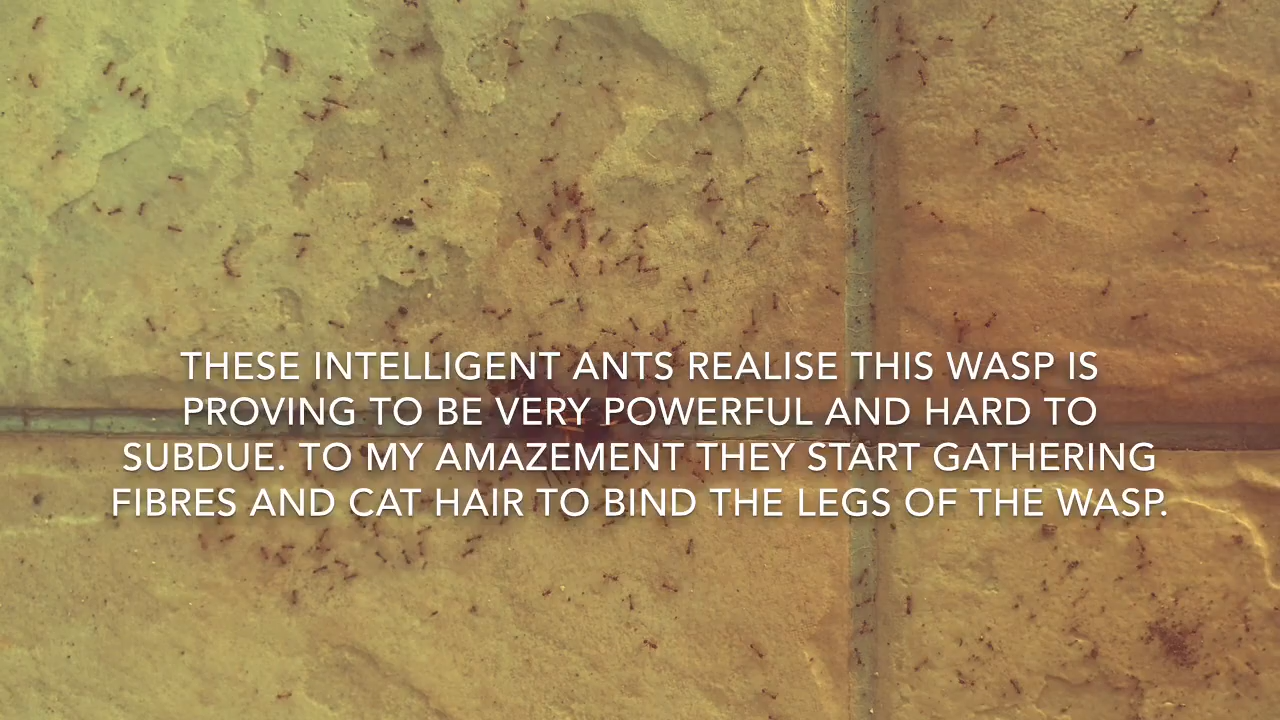 THESE INTELLIGENT ANTS REALISE THIS WASP IS
PROVING TO BE VERY POWERFUL AND HARD TO
SUBDUE. TO MY AMAZEMENT THEY START GATHERING
FIBRES AND CAT HAIR TO BIND THE LEGS OF THE WASP.